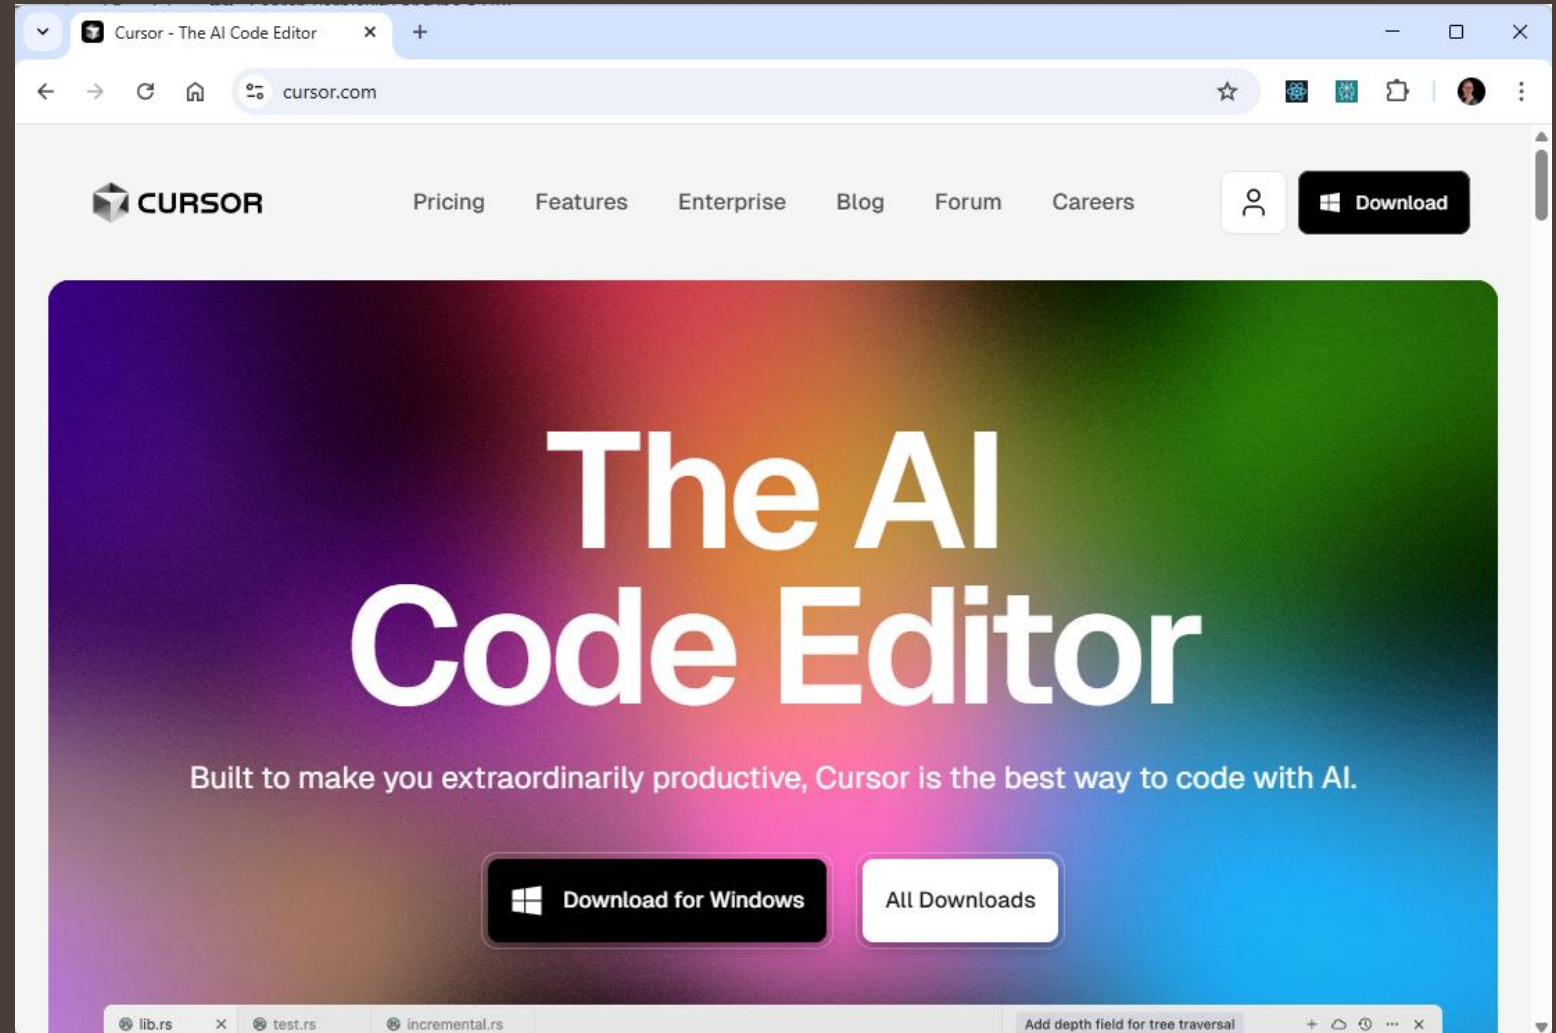 Cursor - The AI Code Editor
cursor.com
CURSOR
Pricing
Features
Enterprise
Blog
Forum
Careers
Download
The AI
Code Editor
Built to make you extraordinarily productive, Cursor is the best way to code with AI.
Download for Windows
All Downloads
lib.rs
test.rs
incremental.rs
Add depth field for tree traversal